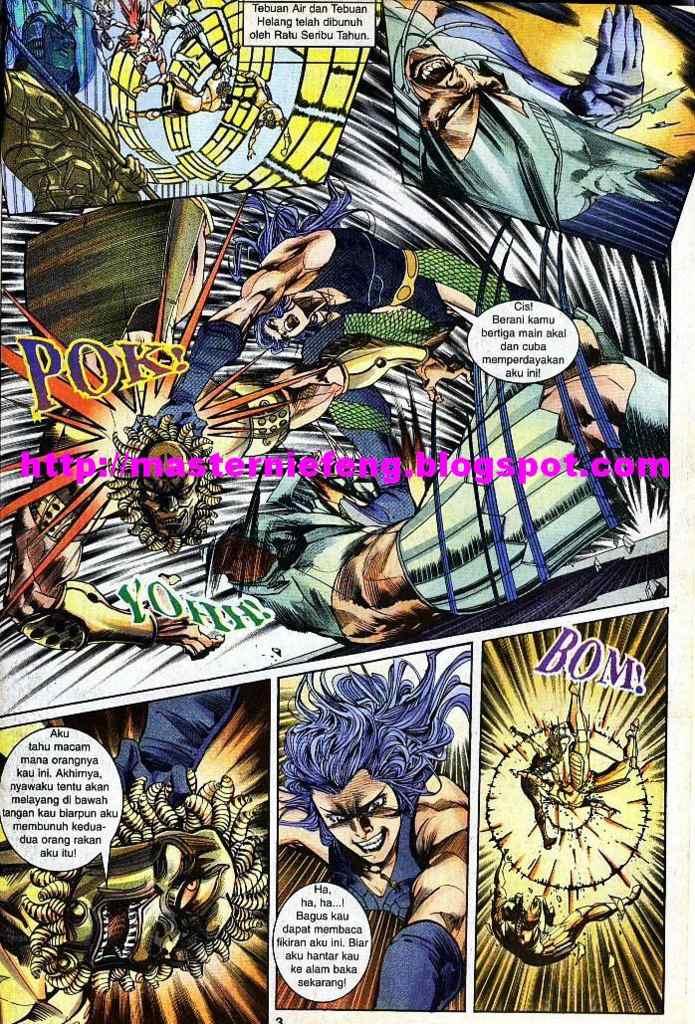 Tebuan Air dan Tebuan
Helang telah dibunuh
oleh Ratu Seribu Tahun.
Cis!
Berani kamu
bertiga main akal
dan cuba
memperdayakan
aku ini!
POK!
http://masterniefeng.blogspot.com
YOHH!
BOM!
Aku
tahu macam
mana orangnya
kau ini. Akhirnya,
nyawaku tentu akan
melayang di bawah
tangan kau biarpun aku
membunuh kedua-
dua orang rakan
aku itu!
Ha,
ha, ha...!
Bagus kau
dapat membaca
fikiran aku ini. Biar
aku hantar kau
ke alam baka
sekarang!
3